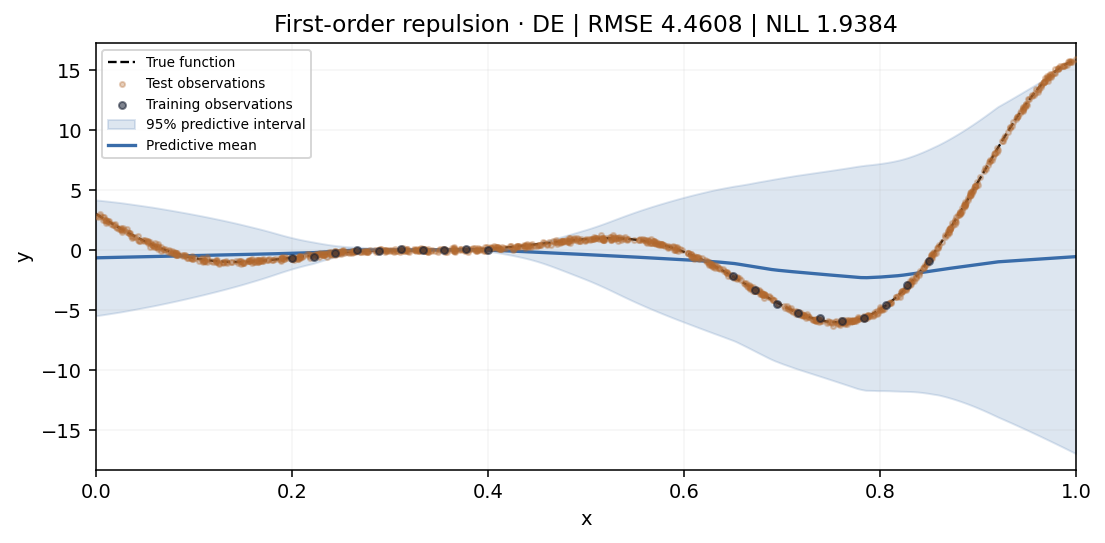 First-order repulsion · DE | RMSE 4.4608 | NLL 1.9384
True function
Test observations
Training observations
95% predictive interval
Predictive mean
15
10
5
0
−5
−10
−15
y
0.0
0.2
0.4
0.6
0.8
1.0
x